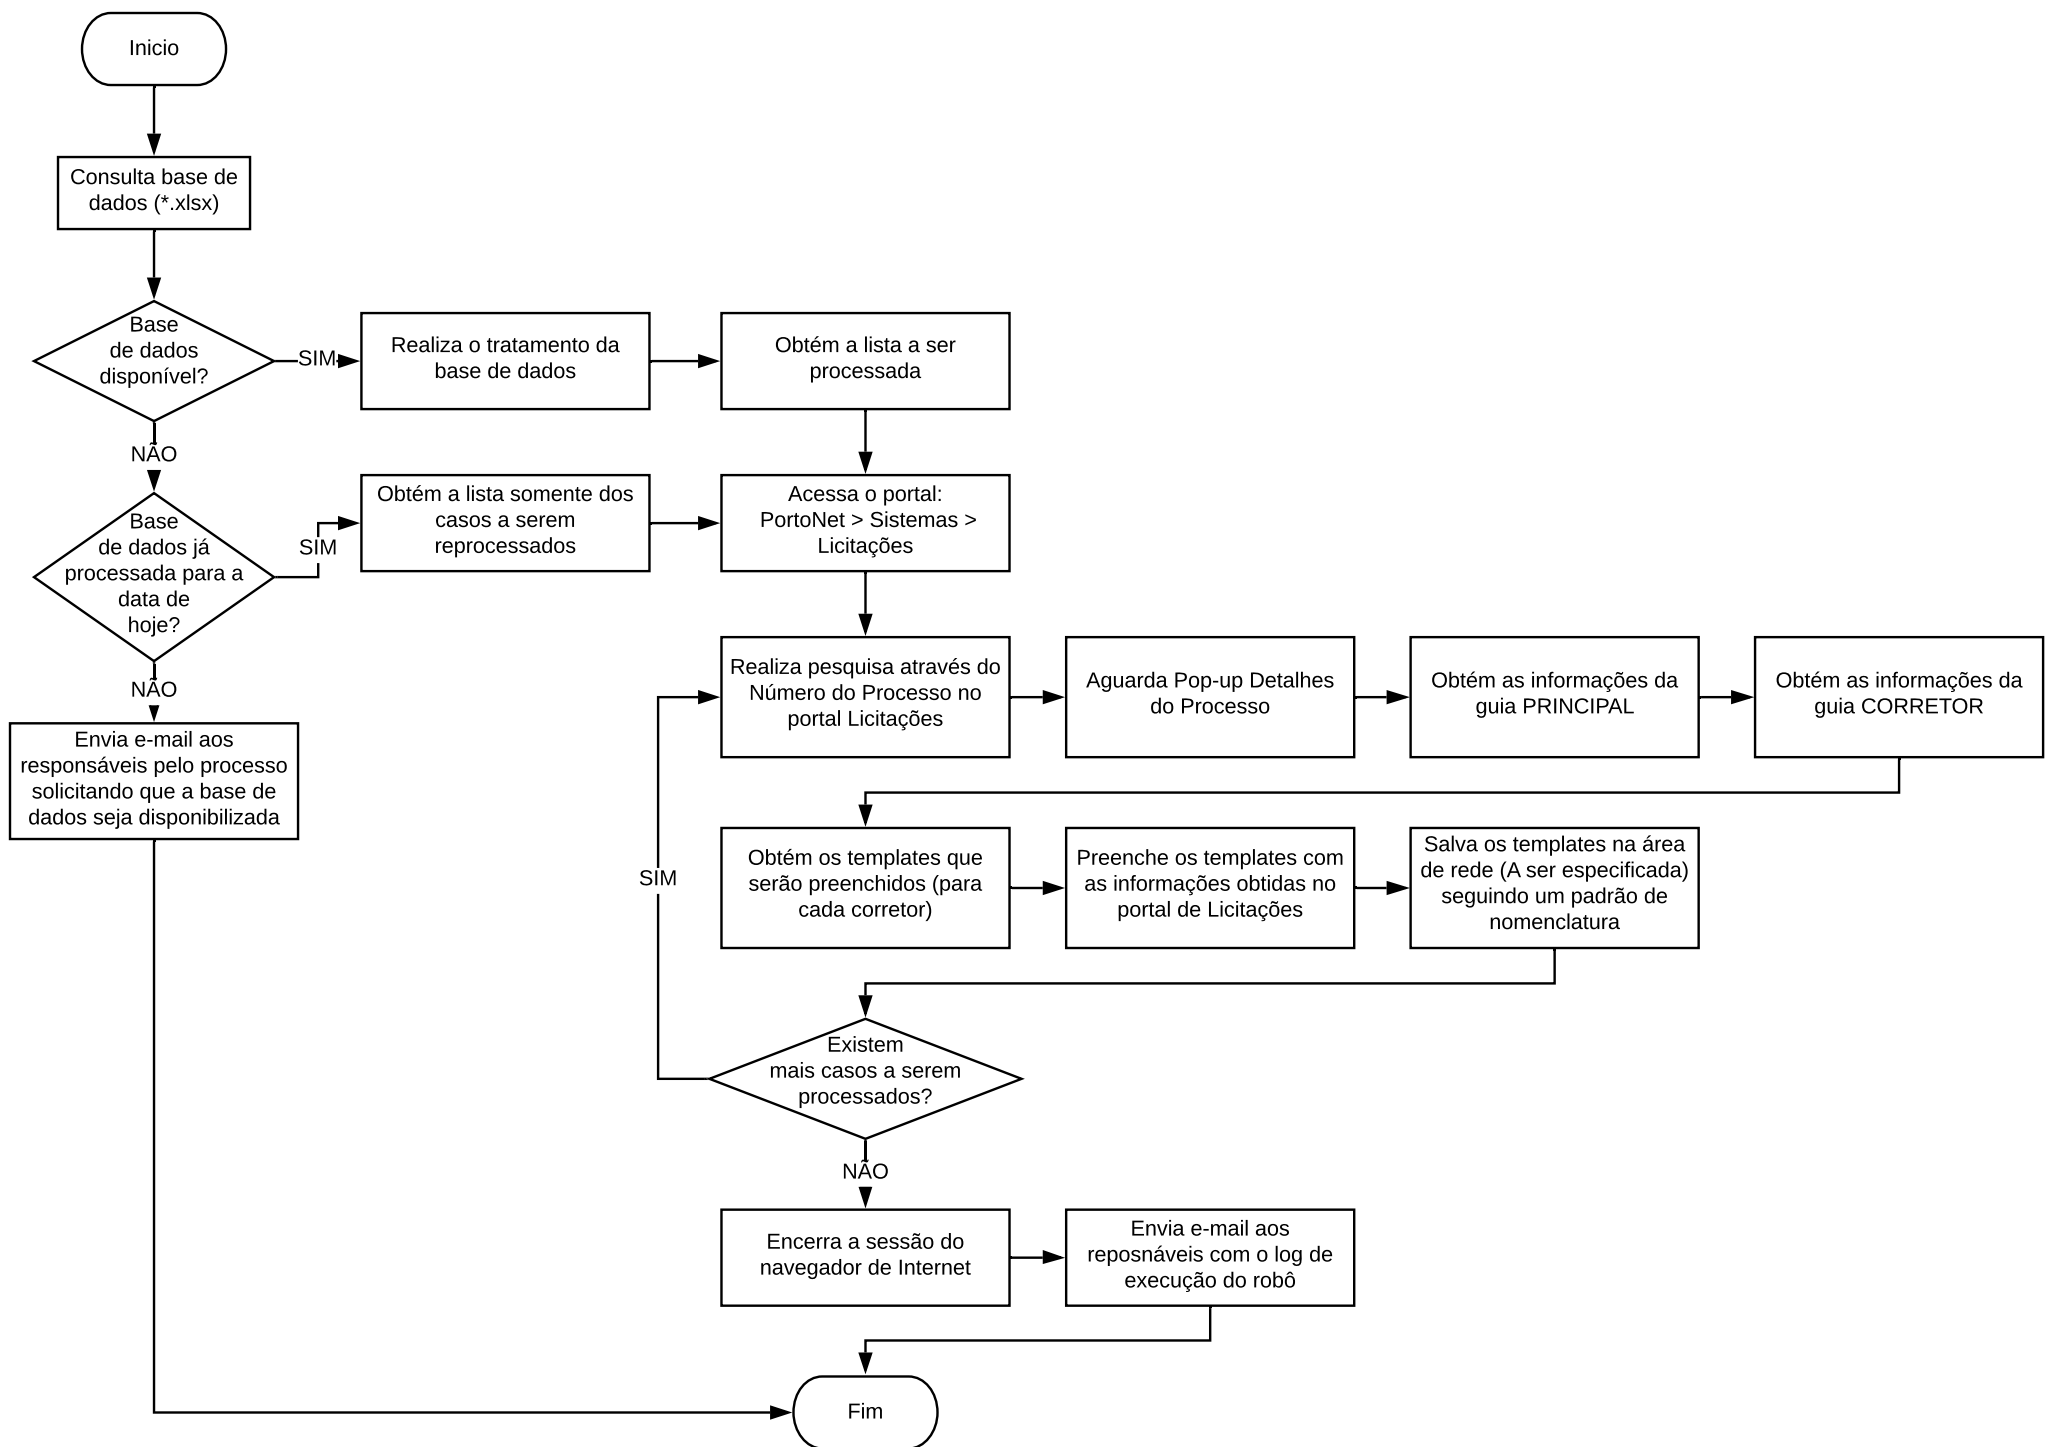 Inicio
Consulta base de
dados (*.xlsx)
Base
de dados
disponível?
SIM
Realiza o tratamento da
base de dados
Obtém a lista a ser
processada
NÃO
Base
de dados já
processada para a
data de
hoje?
SIM
Obtém a lista somente dos
casos a serem
reprocessados
Acessa o portal:
PortoNet > Sistemas >
Licitações
NÃO
Envia e-mail aos
responsáveis pelo processo
solicitando que a base de
dados seja disponibilizada
Realiza pesquisa através do
Número do Processo no
portal Licitações
Aguarda Pop-up Detalhes
do Processo
Obtém as informações da
guia PRINCIPAL
Obtém as informações da
guia CORRETOR
Obtém os templates que
serão preenchidos (para
cada corretor)
Preenche os templates com
as informações obtidas no
portal de Licitações
Salva os templates na área
de rede (A ser especificada)
seguindo um padrão de
nomenclatura
SIM
Existem
mais casos a serem
processados?
NÃO
Encerra a sessão do
navegador de Internet
Envia e-mail aos
reposnáveis com o log de
execução do robô
Fim